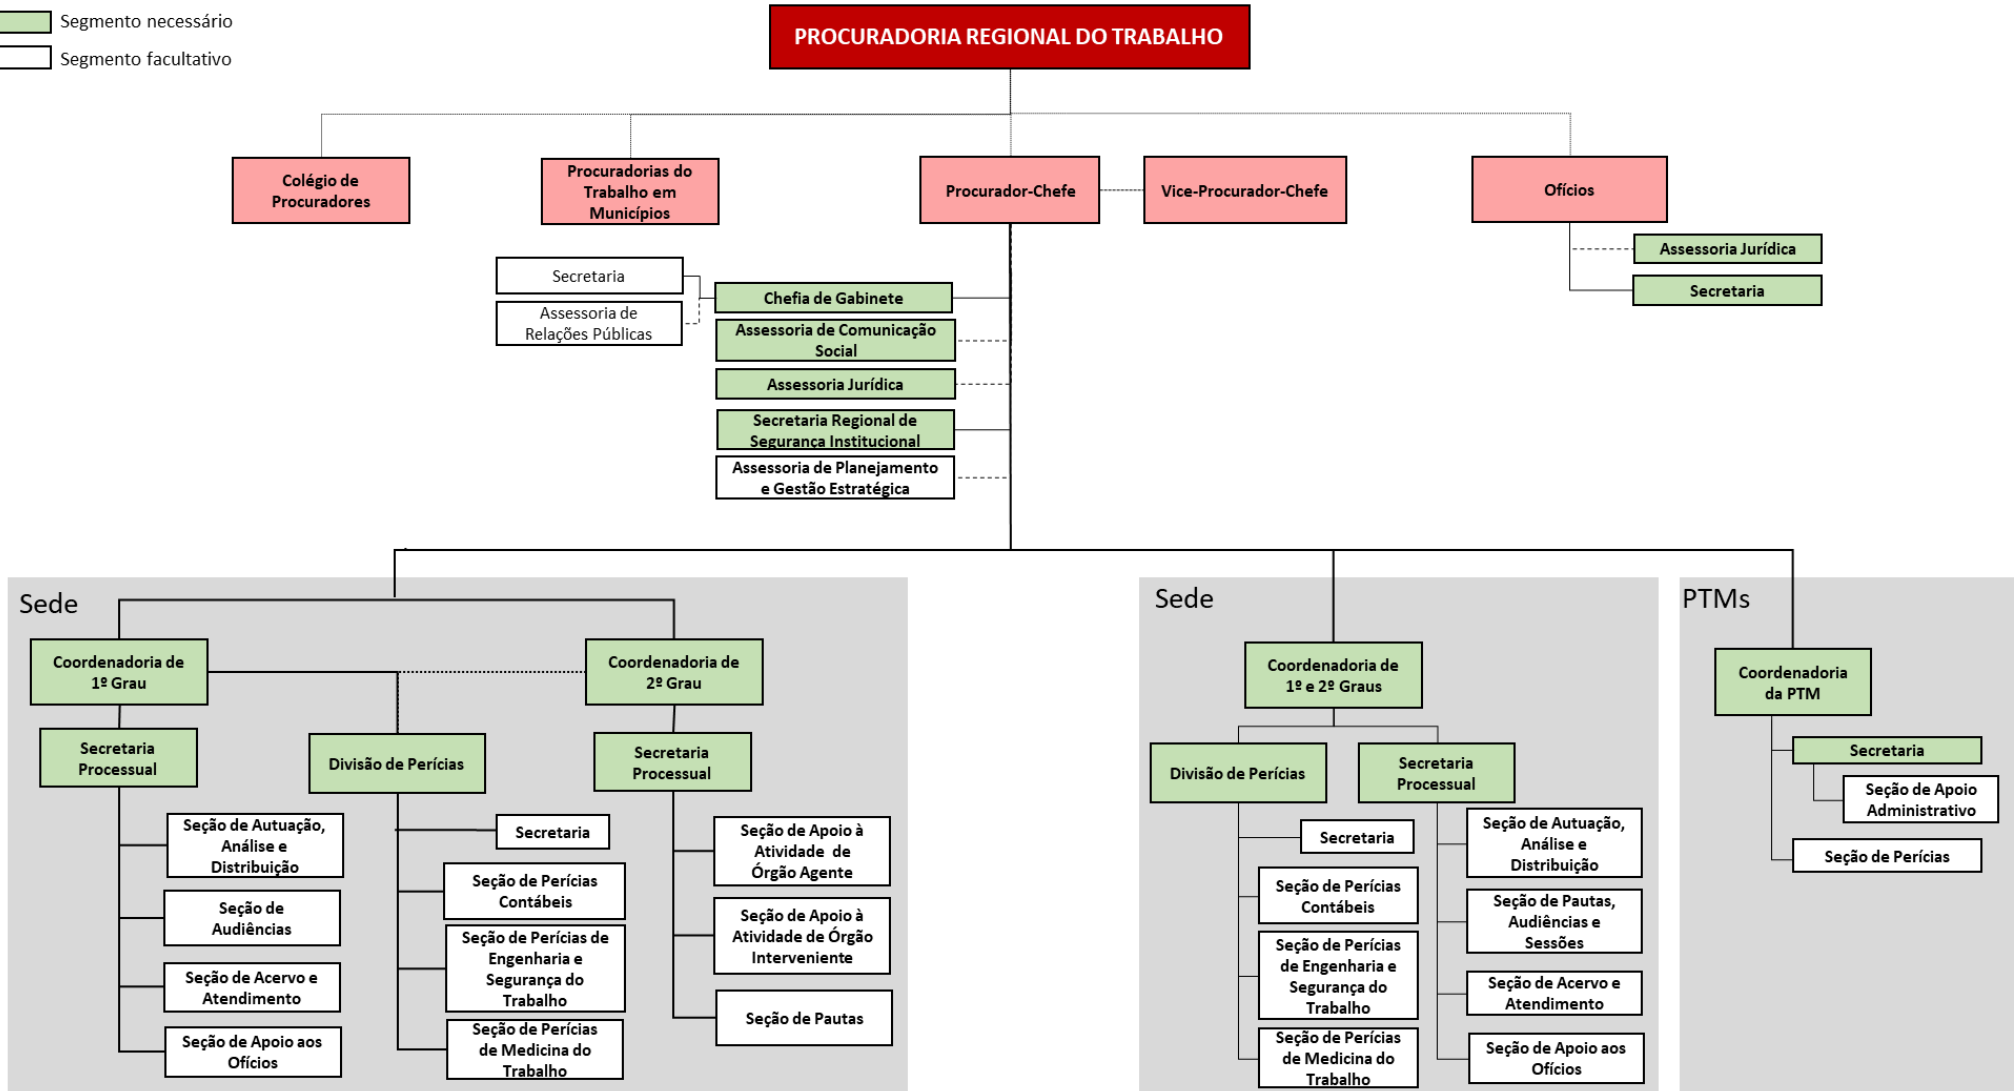 Segmento necessário
Segmento facultativo
PROCURADORIA REGIONAL DO TRABALHO
Colégio de
Procuradores
Procuradorias do
Trabalho em
Municípios
Procurador-Chefe
Vice-Procurador-Chefe
Ofícios
Assessoria Jurídica
Secretaria
Secretaria
Assessoria de
Relações Públicas
Chefia de Gabinete
Assessoria de Comunicação
Social
Assessoria Jurídica
Secretaria Regional de
Segurança Institucional
Assessoria de Planejamento
e Gestão Estratégica
Sede
Coordenadoria de
1º Grau
Coordenadoria de
2º Grau
Secretaria
Processual
Divisão de Perícias
Secretaria
Processual
Seção de Autuação,
Análise e
Distribuição
Seção de
Audiências
Seção de Acervo e
Atendimento
Seção de Apoio aos
Ofícios
Secretaria
Seção de Perícias
Contábeis
Seção de Perícias de
Engenharia e
Segurança do
Trabalho
Seção de Perícias
de Medicina do
Trabalho
Seção de Apoio à
Atividade de
Órgão Agente
Seção de Apoio à
Atividade de Órgão
Interveniente
Seção de Pautas
Sede
Coordenadoria de
1º e 2º Graus
Divisão de Perícias
Secretaria
Processual
Secretaria
Seção de Perícias
Contábeis
Seção de Perícias
de Engenharia e
Segurança do
Trabalho
Seção de Perícias
de Medicina do
Trabalho
Seção de Autuação,
Análise e
Distribuição
Seção de Pautas,
Audiências e
Sessões
Seção de Acervo e
Atendimento
Seção de Apoio aos
Ofícios
PTMs
Coordenadoria
da PTM
Secretaria
Seção de Apoio
Administrativo
Seção de Perícias